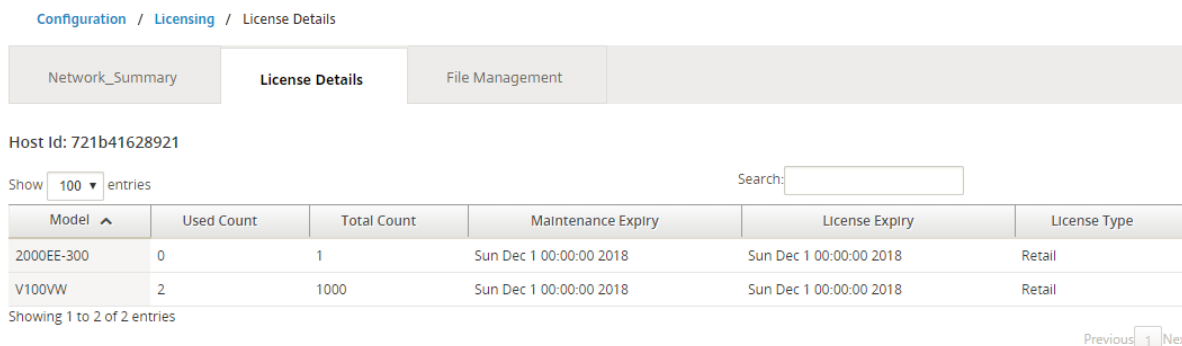 Configuration / Licensing / License Details
Network_Summary License Details File Management
Host Id: 721b41628921
Show 100 entries Search:
Model Used Count Total Count Maintenance Expiry License Expiry License Type
2000EE-300 0 1 Sun Dec 1 00:00:00 2018 Sun Dec 1 00:00:00 2018 Retail
V100VW 2 1000 Sun Dec 1 00:00:00 2018 Sun Dec 1 00:00:00 2018 Retail
Showing 1 to 2 of 2 entries
Previous 1